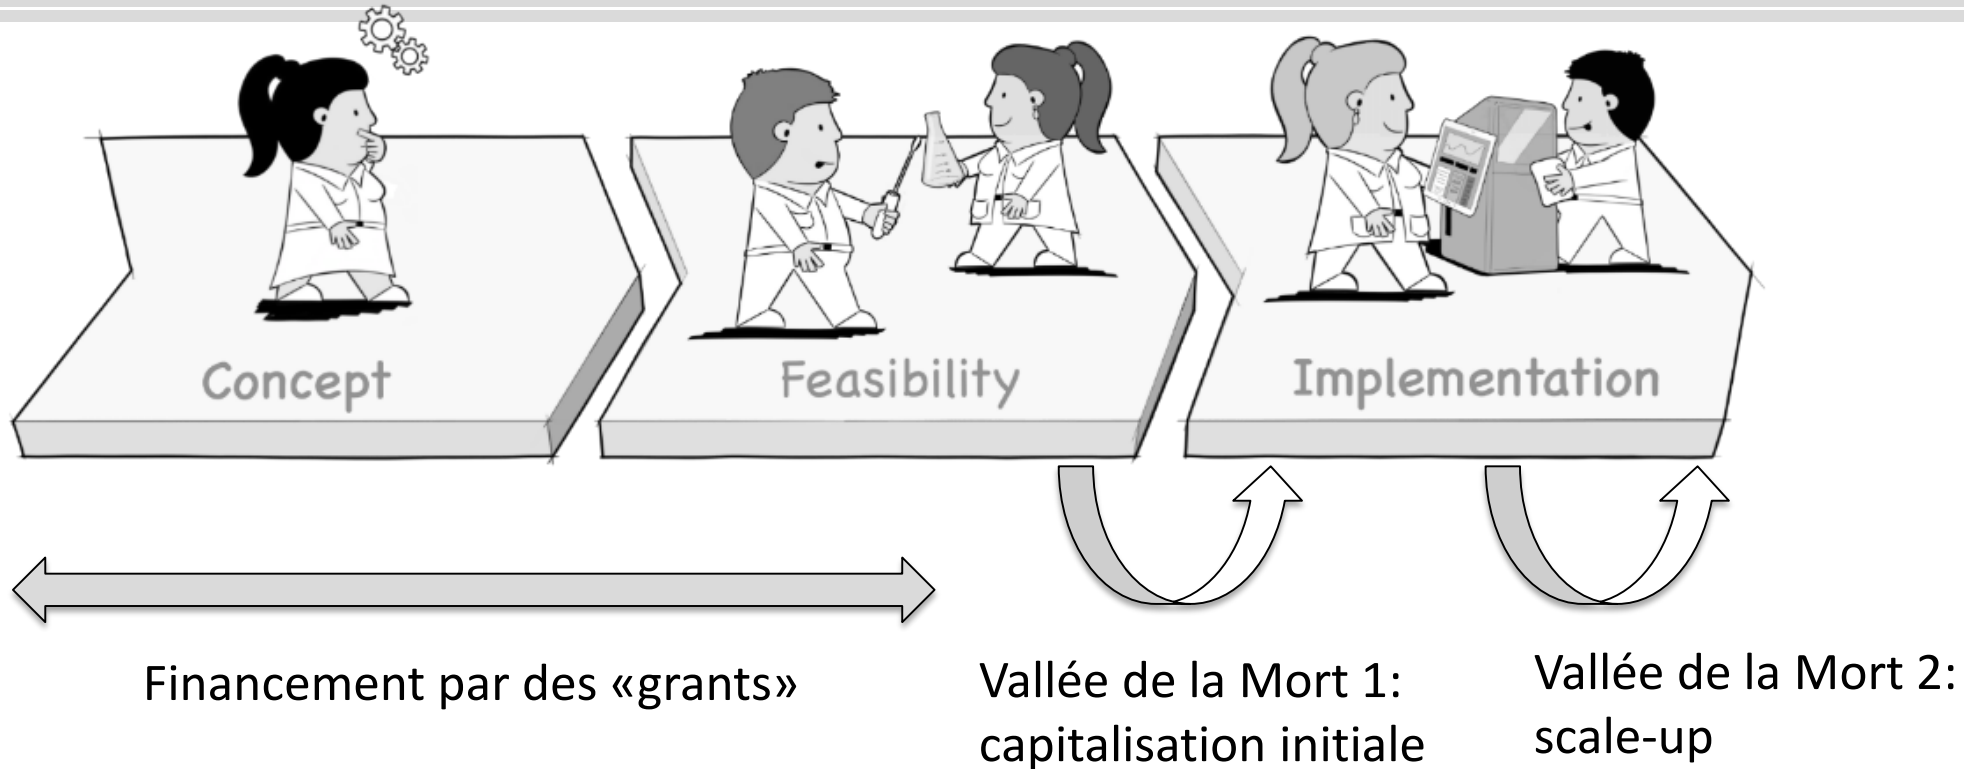 Concept
Feasibility
Implementation
Financement par des «grants»
Vallée de la Mort 1:
capitalisation initiale
Vallée de la Mort 2:
scale-up